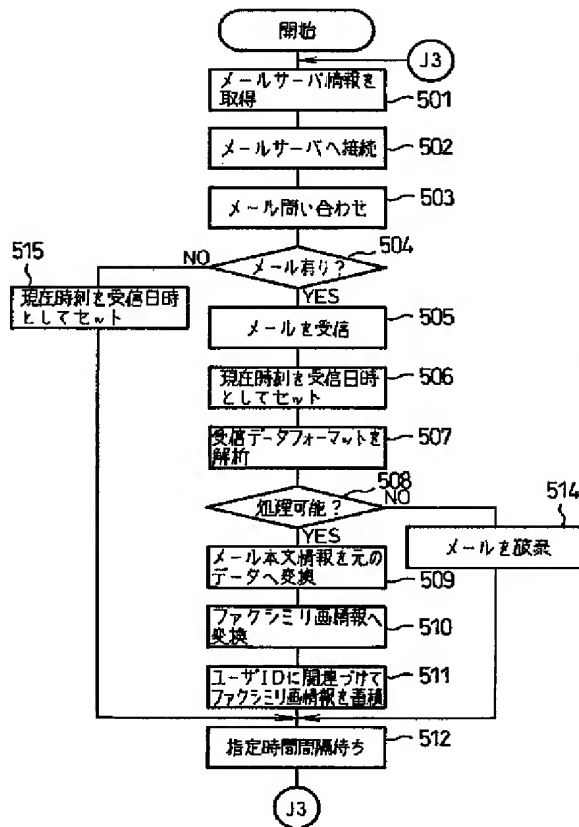 開始
J3
メールサーバ情報を
取得
501
メールサーバへ接続
502
メール問い合わせ
503
504
メール有り?
NO
YES
515
現在時刻を受信日時
としてセット
メールを受信
505
現在時刻を受信日時
としてセット
506
受信データフォーマットを
解析
507
508
処理可能?
NO
YES
514
メールを破棄
メール本文情報を元の
データへ変換
509
ファクシミリ画情報へ
変換
510
ユーザIDに関連づけて
ファクシミリ画情報を蓄積
511
指定時間間隔待ち
512
J3